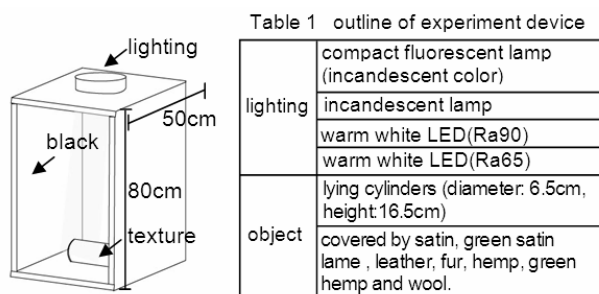 lighting
50cm
black
80cm
texture
Table 1 outline of experiment device
lighting
compact fluorescent lamp
(incandescent color)
incandescent lamp
warm white LED(Ra90)
warm white LED(Ra65)
object
lying cylinders (diameter: 6.5cm,
height:16.5cm)
covered by satin, green satin
lame , leather, fur, hemp, green
hemp and wool.